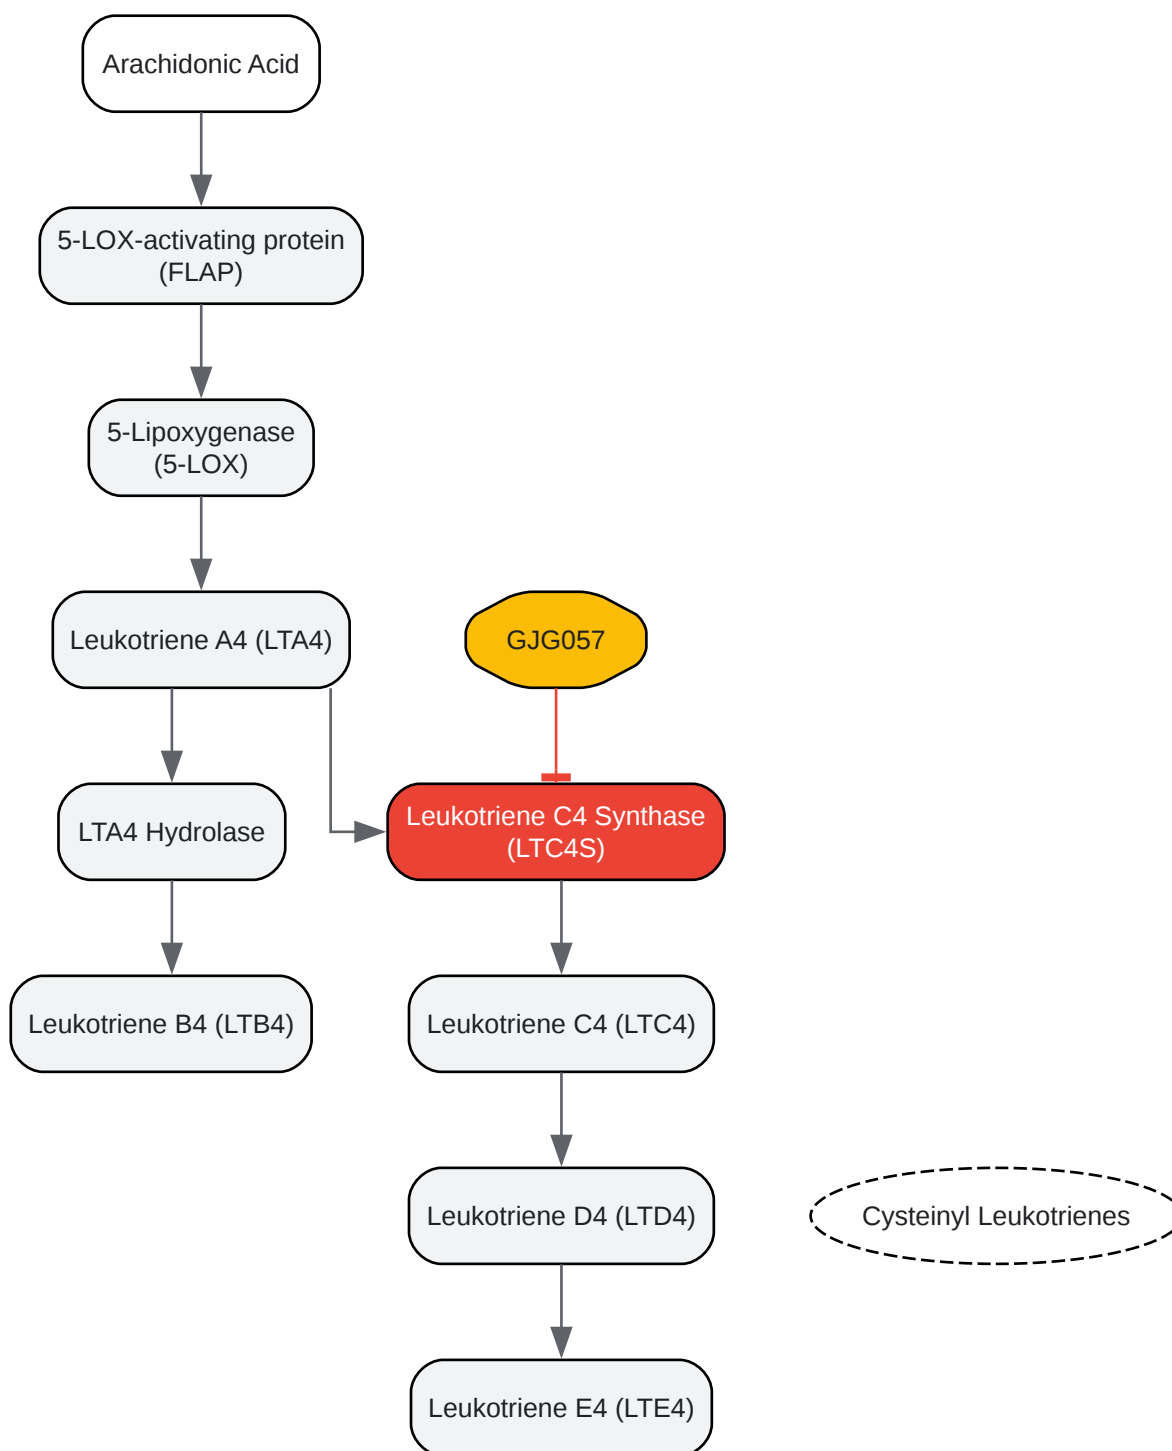 Arachidonic Acid
5-LOX-activating protein
(FLAP)
5-Lipoxygenase
(5-LOX)
Leukotriene A4 (LTA4)
GJG057
LTA4 Hydrolase
Leukotriene C4 Synthase
(LTC4S)
Leukotriene B4 (LTB4)
Leukotriene C4 (LTC4)
Leukotriene D4 (LTD4)
Cysteinyl Leukotrienes
Leukotriene E4 (LTE4)